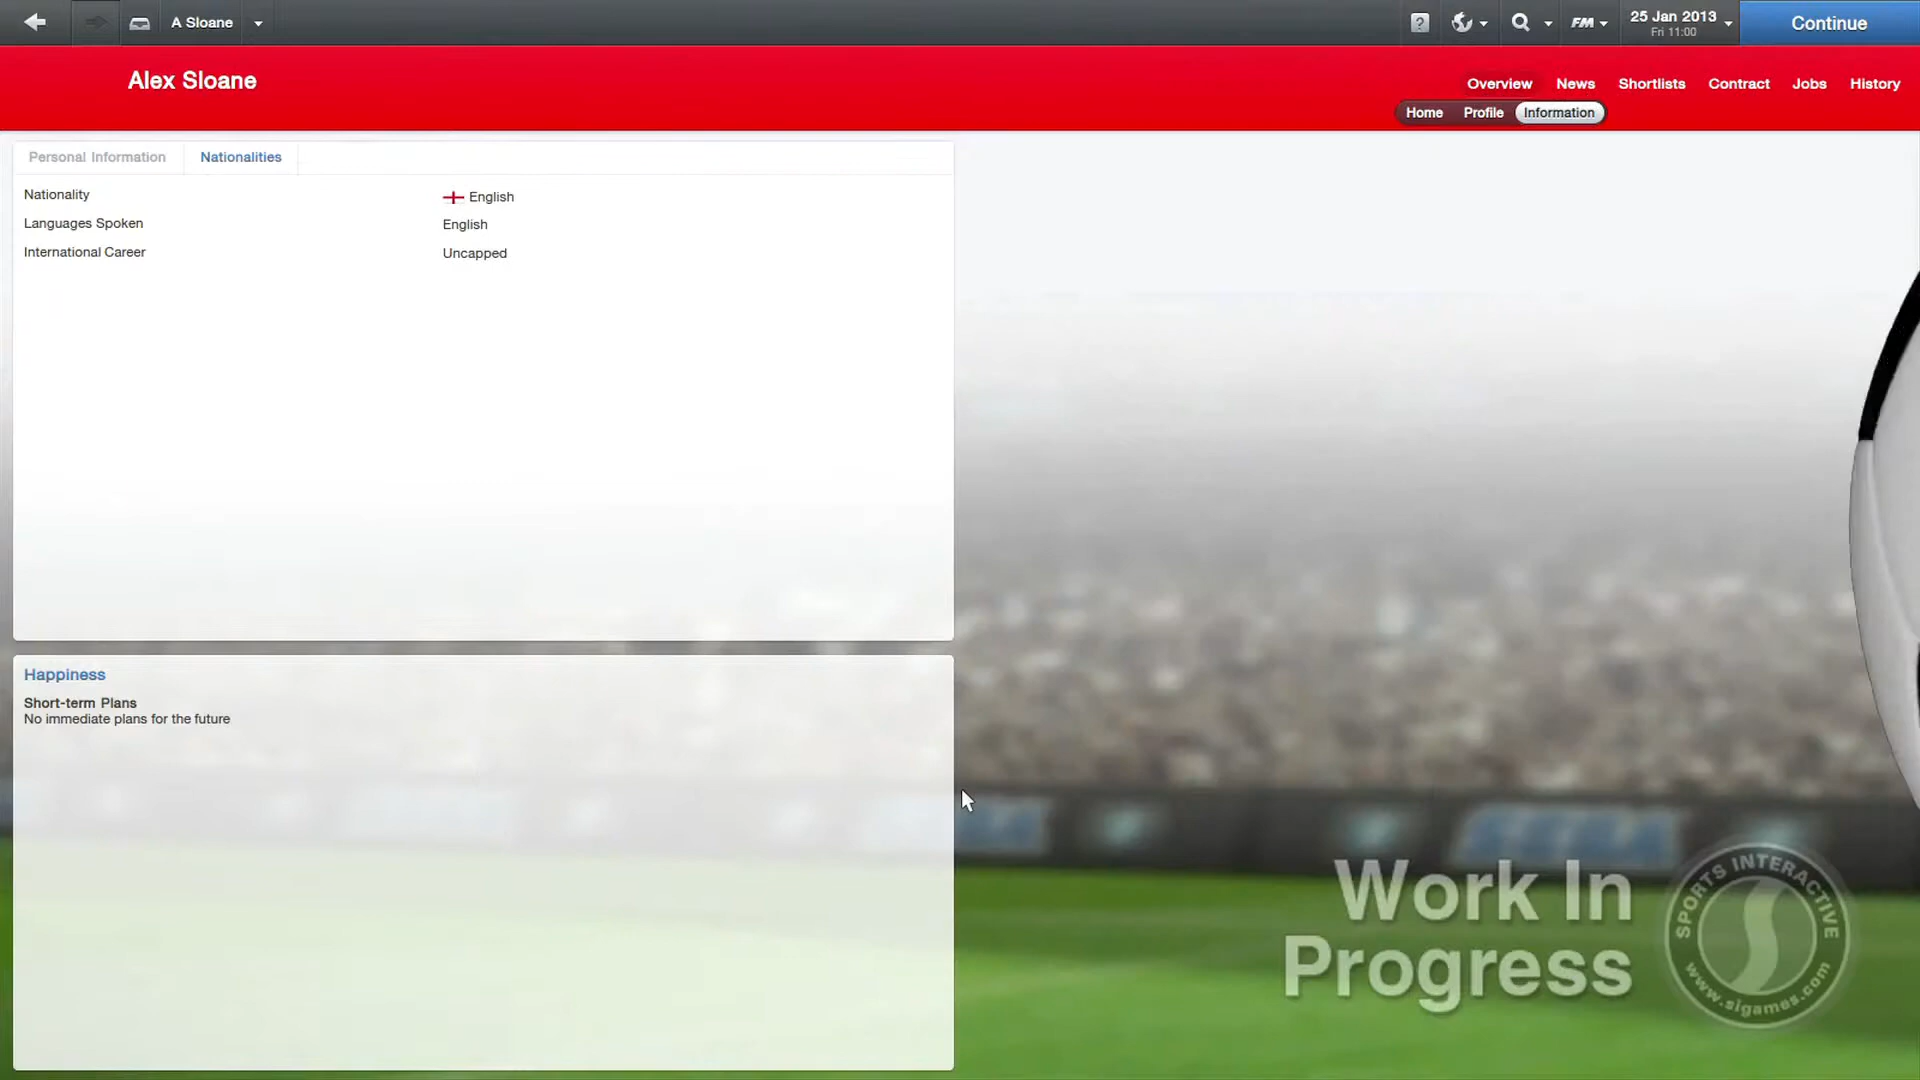 A Sloane
?
FM
25 Jan 2013
Fri 11:00
Continue
Alex Sloane
Overview News Shortlists Contract Jobs History
Home Profile Information
Personal Information Nationalities
Nationality English
Languages Spoken English
International Career Uncapped
Happiness
Short-term Plans
No immediate plans for the future
SEGA
Work In
Progress
SPORTS INTERACTIVE
www.sigames.com